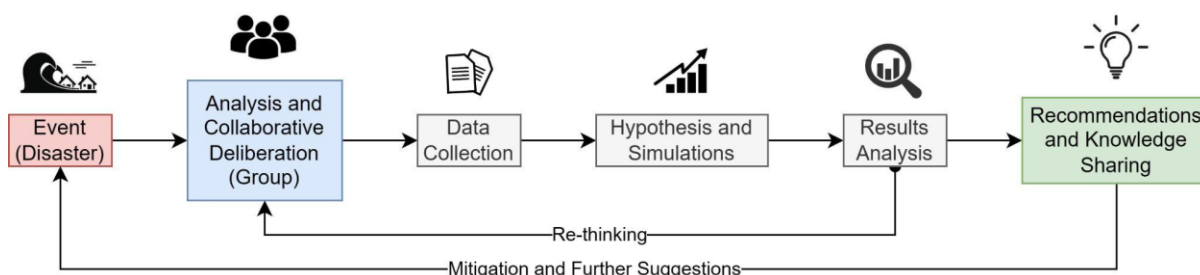 Event
(Disaster)
Analysis and
Collaborative
Deliberation
(Group)
Data
Collection
Hypothesis and
Simulations
Results
Analysis
Recommendations
and Knowledge
Sharing
Re-thinking
Mitigation and Further Suggestions